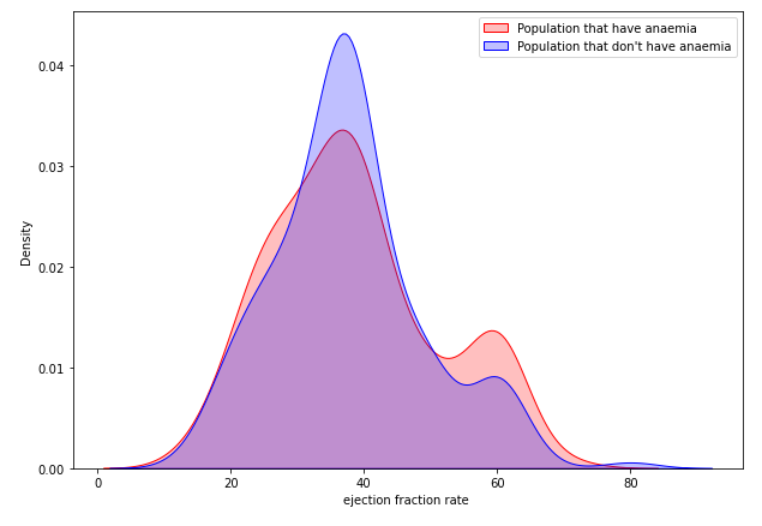 Population that have anaemia
Population that don't have anaemia
0.04
0.03
0.02
0.01
0.00
Density
0 20 40 60 80
ejection fraction rate